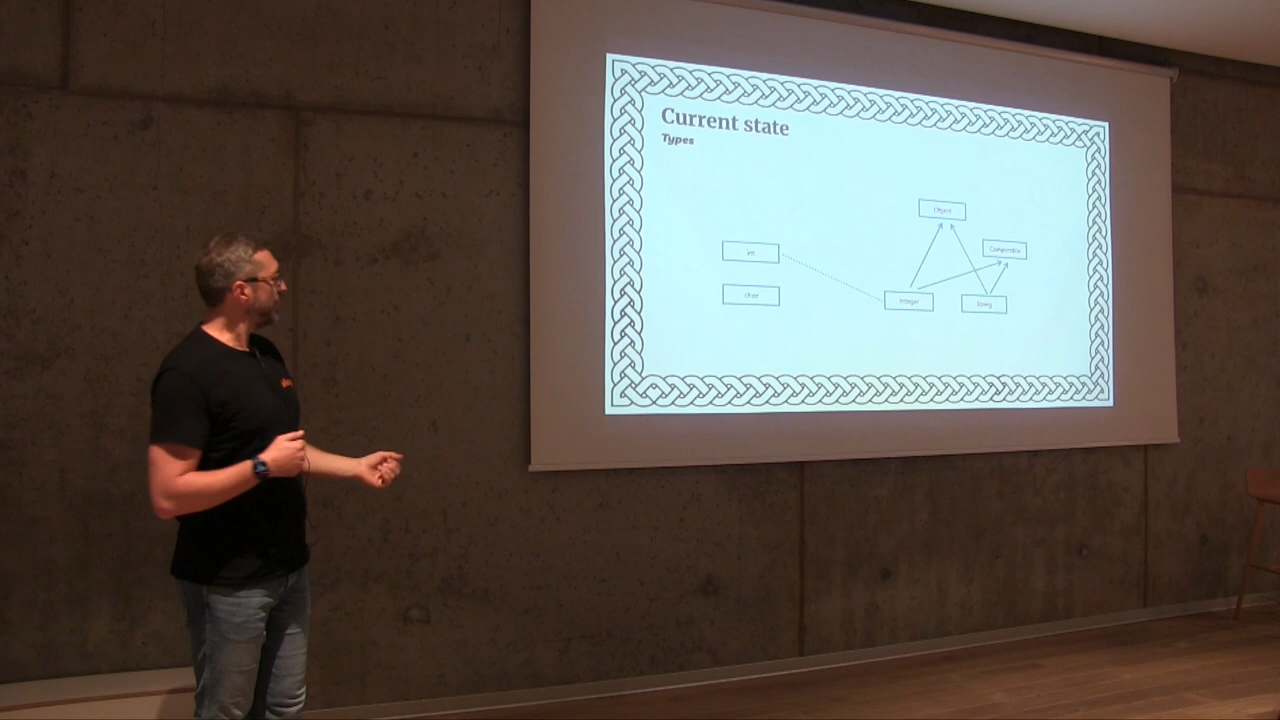 Current state
Types
Object
Comparable
int
Integer
String
char